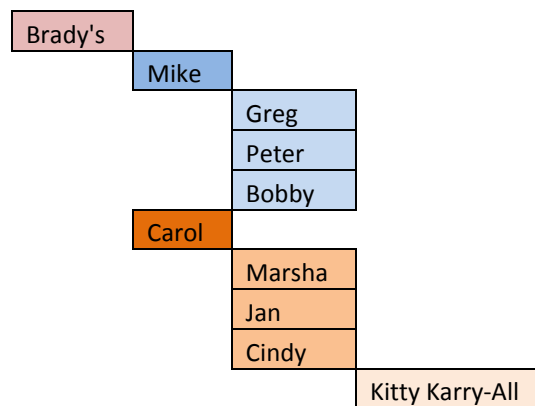 Brady's
Mike
Greg
Peter
Bobby
Carol
Marsha
Jan
Cindy
Kitty Karry-All